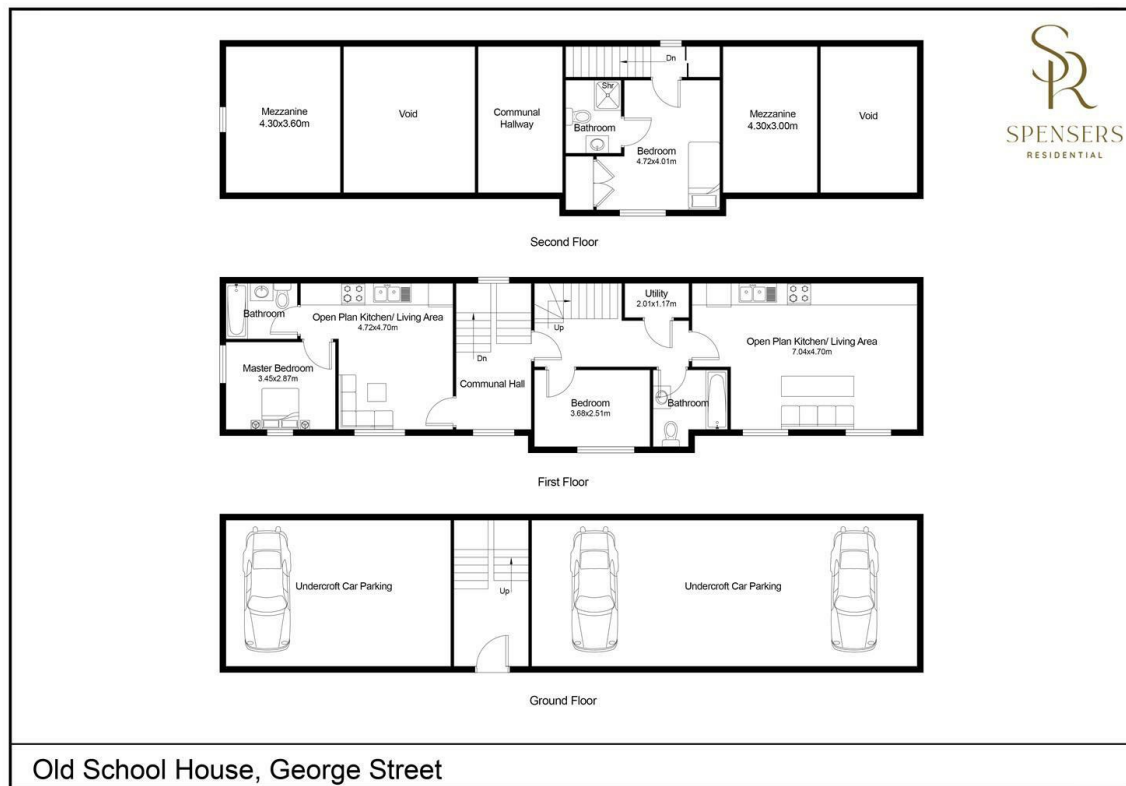 SR
SPENSERS
RESIDENTIAL
Mezzanine
4.30x3.60m
Void
Communal
Hallway
Dn
Shr
Bathroom
Bedroom
4.72x4.01m
Mezzanine
4.30x3.00m
Void
Second Floor
Bathroom
Open Plan Kitchen/ Living Area
4.72x4.70m
Master Bedroom
3.45x2.87m
Dn
Communal Hall
Up
Utility
2.01x1.17m
Bedroom
3.68x2.51m
Bathroom
Open Plan Kitchen/ Living Area
7.04x4.70m
First Floor
Undercroft Car Parking
Up
Undercroft Car Parking
Ground Floor
Old School House, George Street